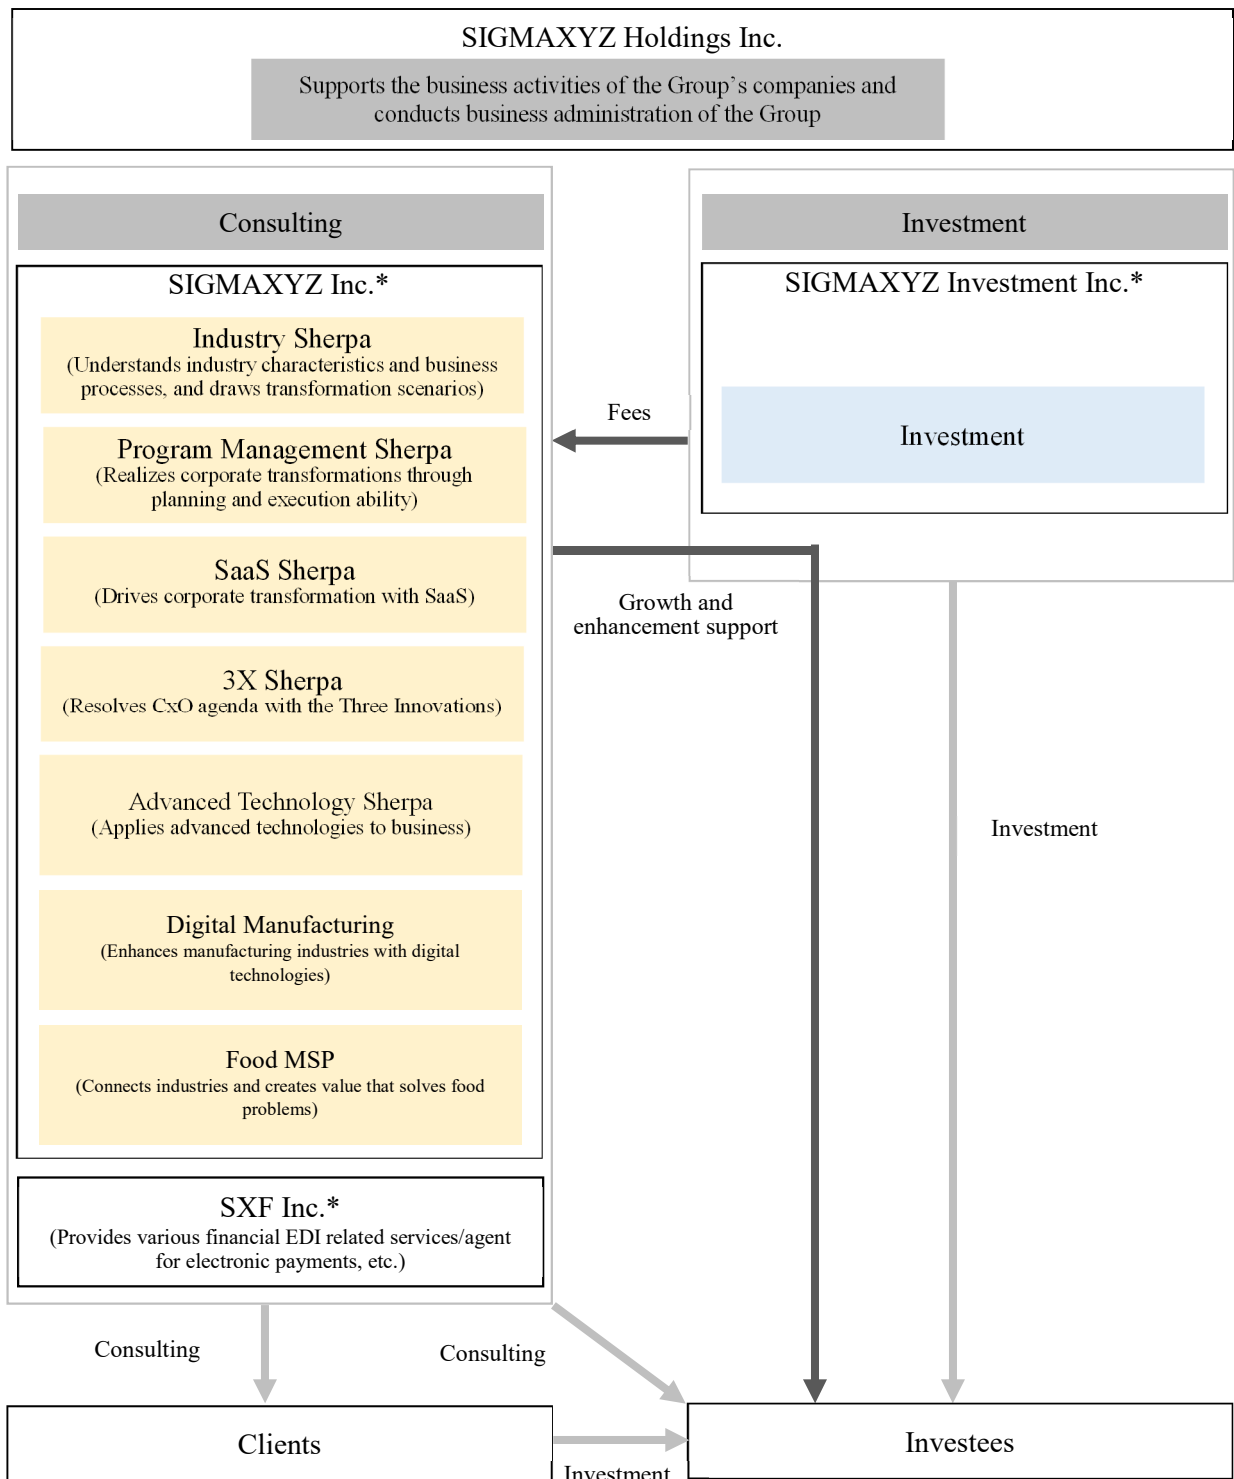 SIGMAXYZ Holdings Inc.
Supports the business activities of the Group's companies and
conducts business administration of the Group
Consulting
SIGMAXYZ Inc.*
Industry Sherpa
(Understands industry characteristics and business
processes, and draws transformation scenarios)
Program Management Sherpa
(Realizes corporate transformations through
planning and execution ability)
SaaS Sherpa
(Drives corporate transformation with SaaS)
3X Sherpa
(Resolves CxO agenda with the Three Innovations)
Advanced Technology Sherpa
(Applies advanced technologies to business)
Digital Manufacturing
(Enhances manufacturing industries with digital
technologies)
Food MSP
(Connects industries and creates value that solves food
problems)
SXF Inc.*
(Provides various financial EDI related services/agent
for electronic payments, etc.)
Investment
SIGMAXYZ Investment Inc.*
Investment
Fees
Growth and
enhancement support
Investment
Consulting
Consulting
Clients
Investment
Investees